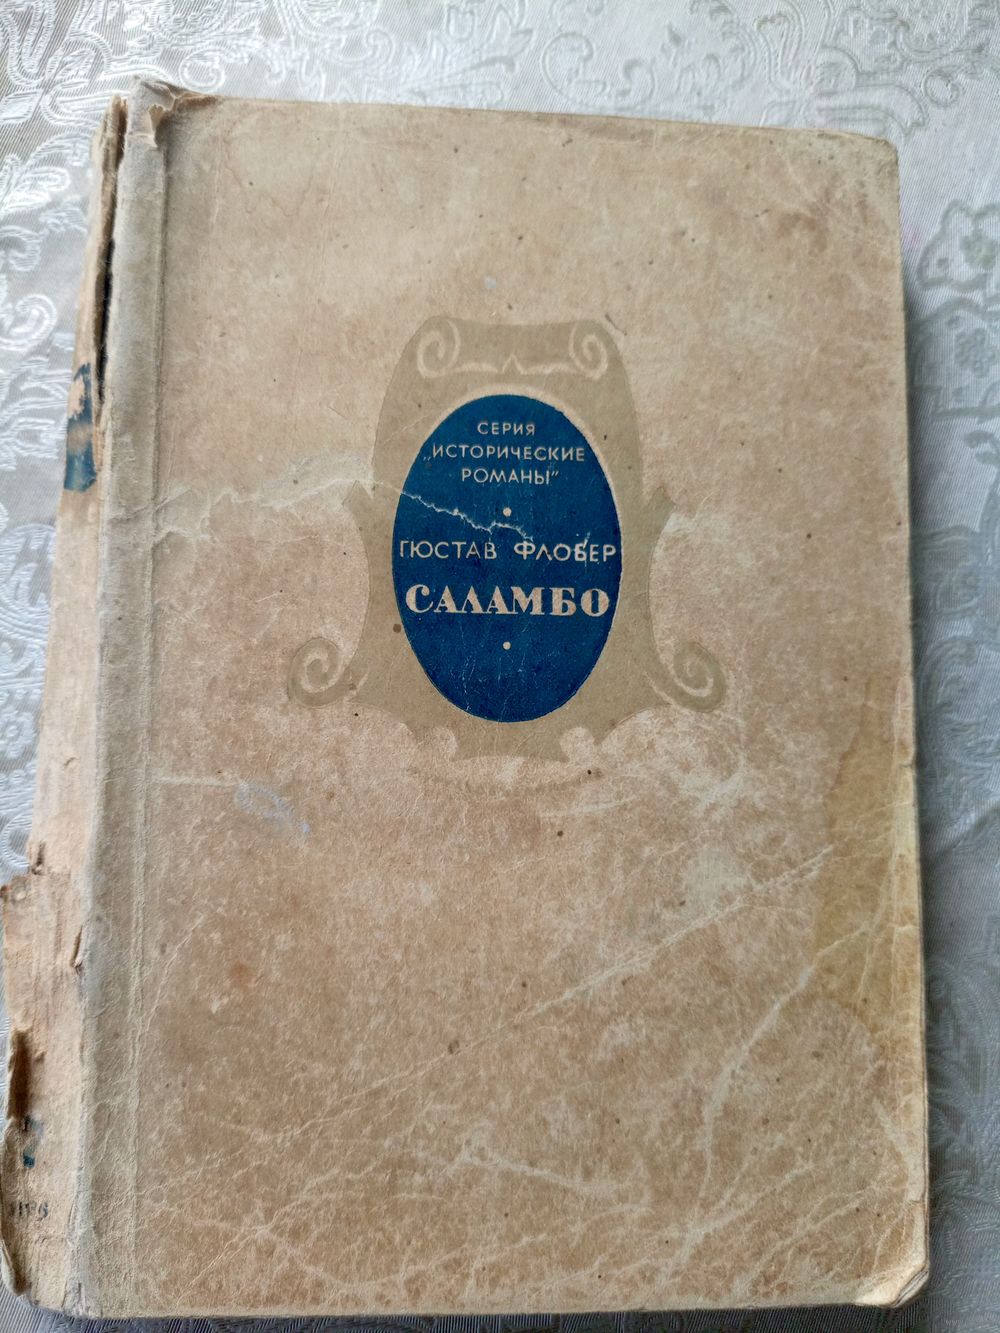 СЕРИЯ
„ИСТОРИЧЕСКИЕ
РОМАНЫ"
ГЮСТАВ ФЛОБЕР
САЛАМБО